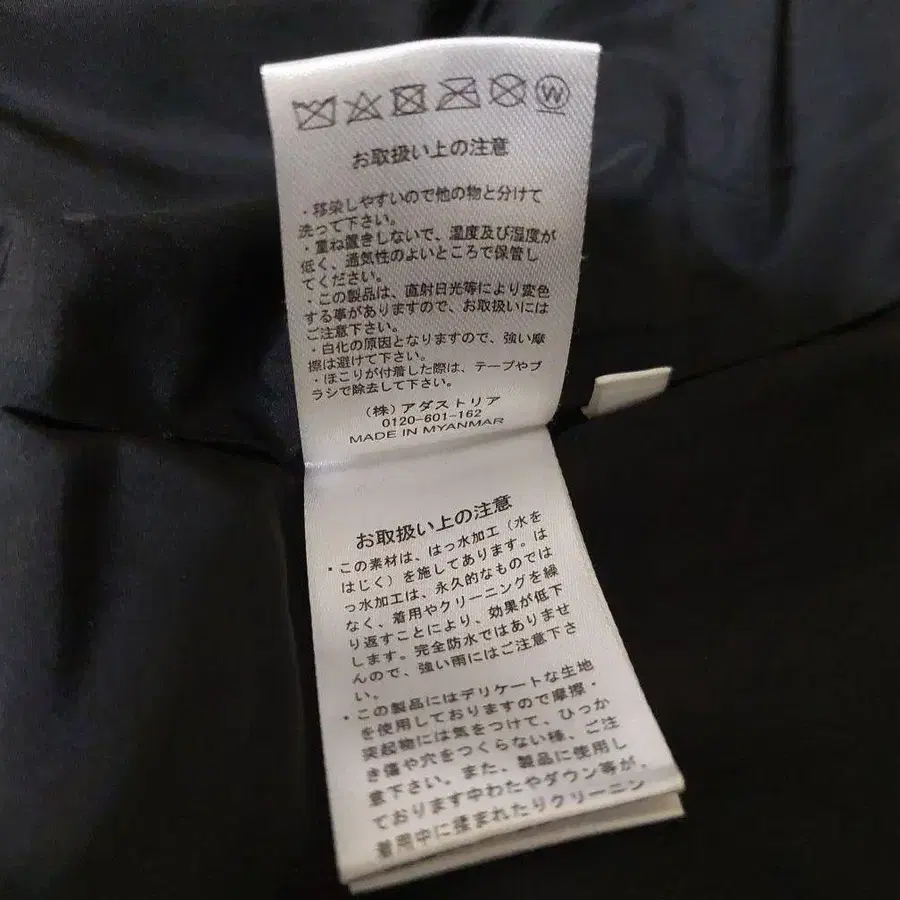 W
お取扱い上の注意
・移染しやすいので他の物と分けて
洗って下さい。
・重ね置きしないで、温度及び湿度が
低く、通気性のよいところで保管し
てください。
・この製品は、直射日光等により変色
する事がありますので、お取扱いには
ご注意下さい。
・白化の原因となりますので、強い摩
擦は避けて下さい。
・ほこりが付着した際は、テープやブ
ラシで除去して下さい。
(株)アダストリア
0120-601-162
MADE IN MYANMAR
お取扱い上の注意
・この素材は、はっ水加工(水を
はじく)を施してあります。は
っ水加工は、永久的なものでは
なく、着用やクリーニングを繰
り返すことにより、効果が低下
します。完全防水ではありませ
んので、強い雨にはご注意下さ
い。
・この製品にはデリケートな生地
を使用しておりますので摩擦・
突起物には気をつけて、ひっか
き傷や穴をつくらない様、ご注
意下さい。また、製品に使用し
ております中わたやダウン等が、
着用中に揉まれたりクリーニン